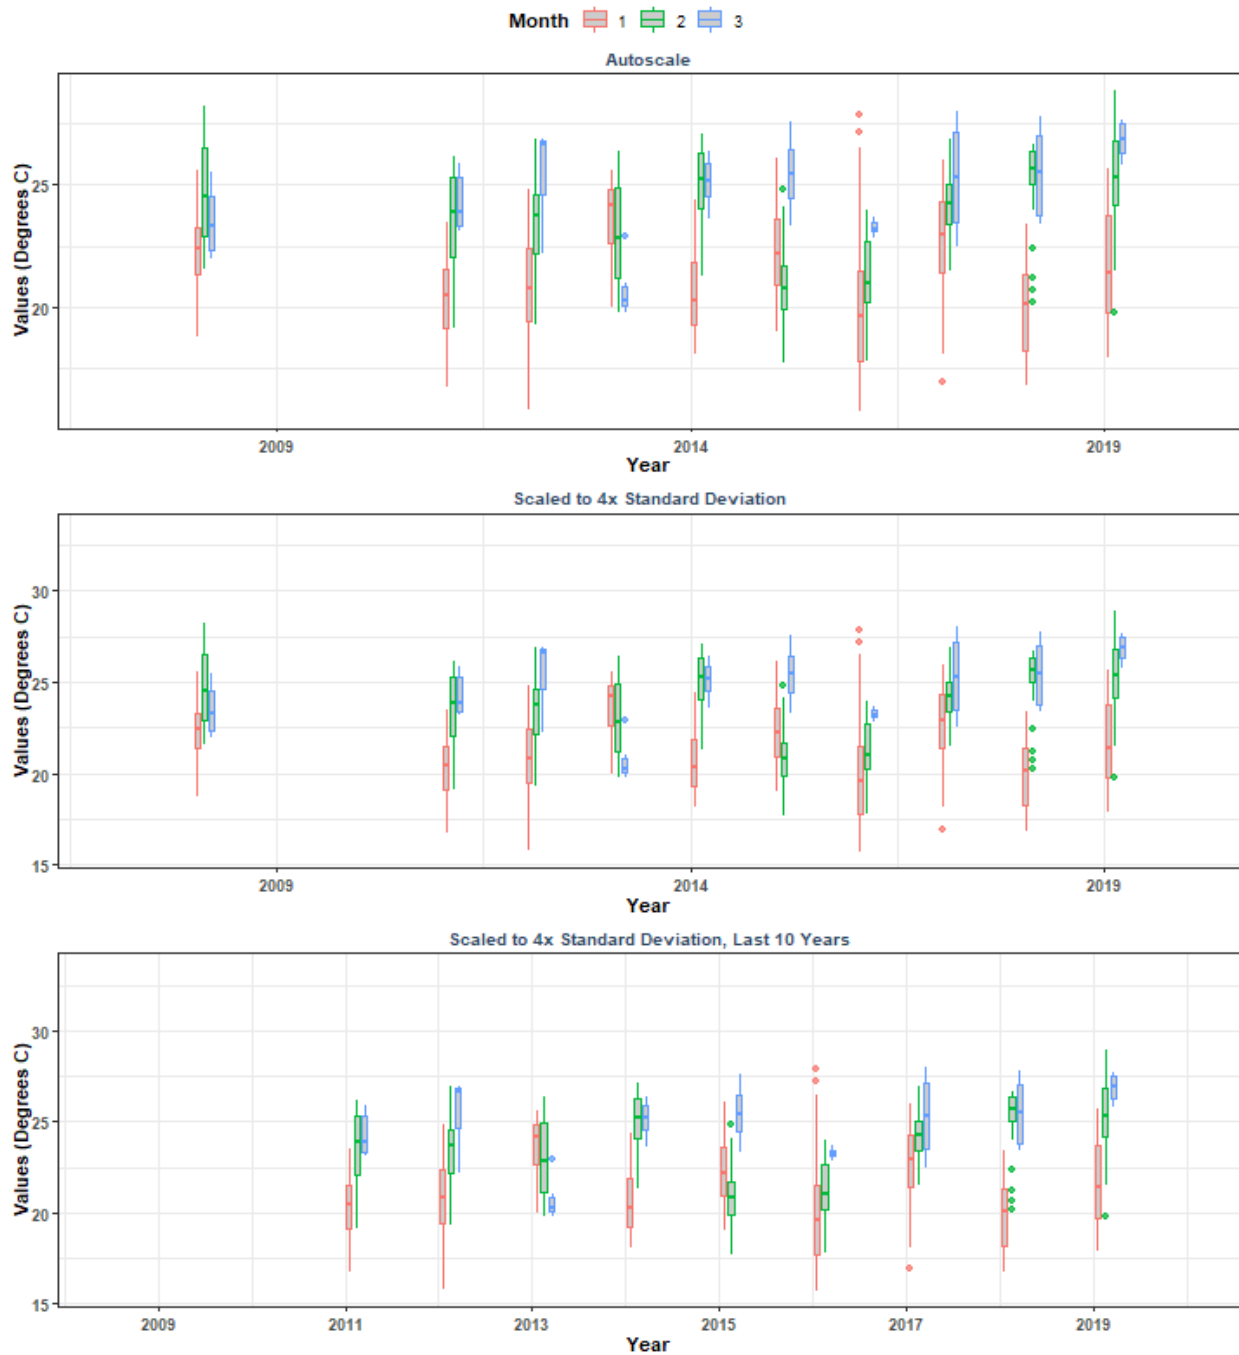 Month 1 2 3
Autoscale
Values (Degrees C)
25
20
2009 2014 2019
Year
Scaled to 4x Standard Deviation
Values (Degrees C)
30
25
20
15
2009 2014 2019
Year
Scaled to 4x Standard Deviation, Last 10 Years
Values (Degrees C)
30
25
20
15
2009 2011 2013 2015 2017 2019
Year